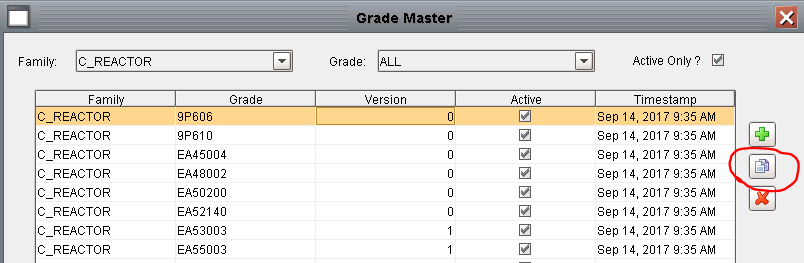 Grade Master
Family: C_REACTOR Grade: ALL Active Only ?
Family Grade Version Active Timestamp
C_REACTOR 9P606 0 Sep 14, 2017 9:35 AM
C_REACTOR 9P610 0 Sep 14, 2017 9:35 AM
C_REACTOR EA45004 0 Sep 14, 2017 9:35 AM
C_REACTOR EA48002 0 Sep 14, 2017 9:35 AM
C_REACTOR EA50200 0 Sep 14, 2017 9:35 AM
C_REACTOR EA52140 0 Sep 14, 2017 9:35 AM
C_REACTOR EA53003 1 Sep 14, 2017 9:35 AM
C_REACTOR EA55003 1 Sep 14, 2017 9:35 AM